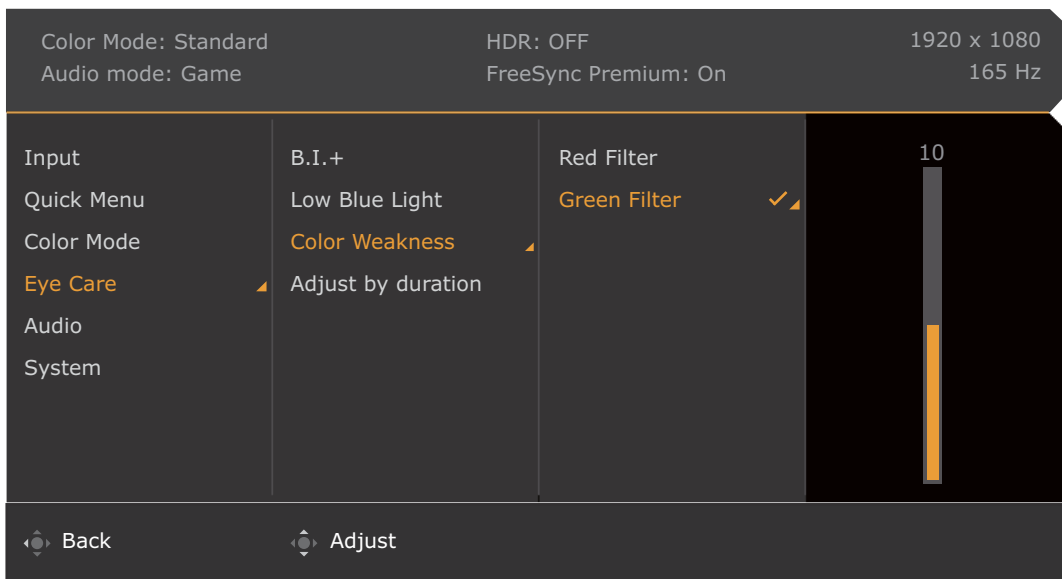 Color Mode: Standard
HDR: OFF
1920 x 1080
Audio mode: Game
FreeSync Premium: On
165 Hz
Input
B.I.+
Red Filter
10
Quick Menu
Low Blue Light
Green Filter
Color Mode
Color Weakness
Eye Care
Adjust by duration
Audio
System
Back
Adjust